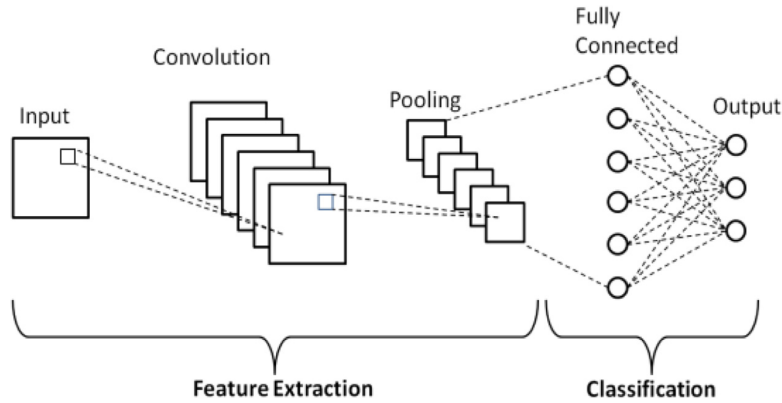 Fully
Connected
Convolution
Pooling
Output
Input
Feature Extraction
Classification